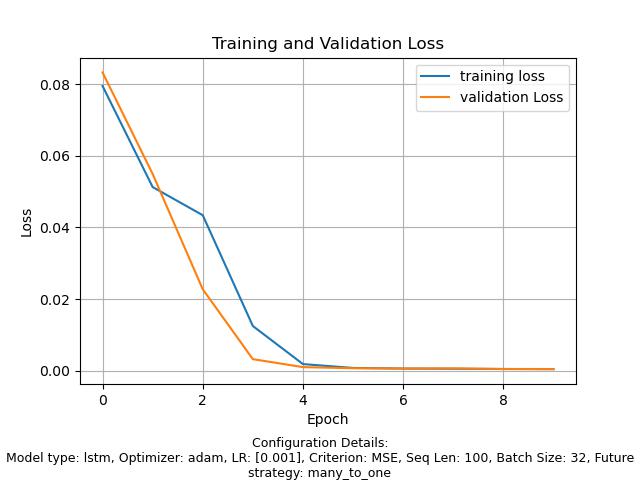 Training and Validation Loss
training loss
validation Loss
0.08
0.06
0.04
0.02
0.00
Loss
0 2 4 6 8
Epoch
Configuration Details:
Model type: lstm, Optimizer: adam, LR: [0.001], Criterion: MSE, Seq Len: 100, Batch Size: 32, Future
strategy: many_to_one